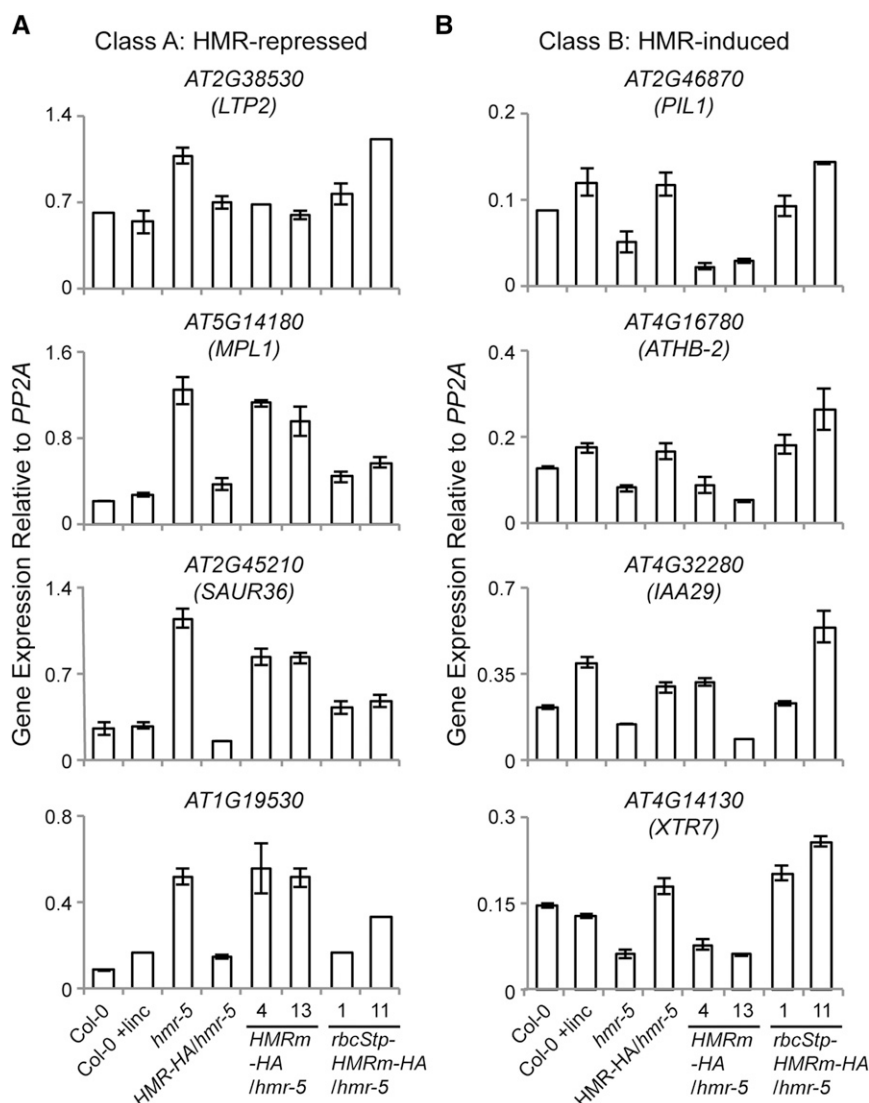 A
Class A: HMR-repressed
AT2G38530
(LTP2)
1.4
0.7
0
AT5G14180
(MPL1)
1.6
0.8
0
AT2G45210
(SAUR36)
1.4
0.7
0
AT1G19530
0.8
0.4
0
Gene Expression Relative to PP2A
Col-0
Col-0 +linc
hmr-5
HMR-HA/hmr-5
4
13
HMRm
-HA
/hmr-5
1
11
rbcStp-
HMRm-HA
/hmr-5
B
Class B: HMR-induced
AT2G46870
(PIL1)
0.2
0.1
0
AT4G16780
(ATHB-2)
0.4
0.2
0
AT4G32280
(IAA29)
0.7
0.35
0
AT4G14130
(XTR7)
0.3
0.15
0
Gene Expression Relative to PP2A
Col-0
Col-0 +linc
hmr-5
HMR-HA/hmr-5
4
13
HMRm
-HA
/hmr-5
1
11
rbcStp-
HMRm-HA
/hmr-5